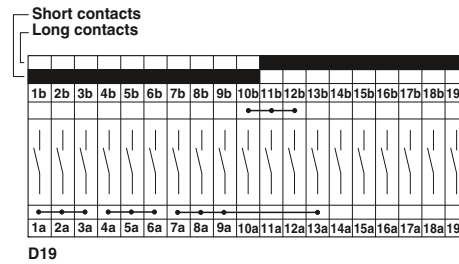 Short contacts
Long contacts
1b 2b 3b 4b 5b 6b 7b 8b 9b 10b 11b 12b 13b 14b 15b 16b 17b 18b 19
1a 2a 3a 4a 5a 6a 7a 8a 9a 10a 11a 12a 13a 14a 15a 16a 17a 18a 19
D19